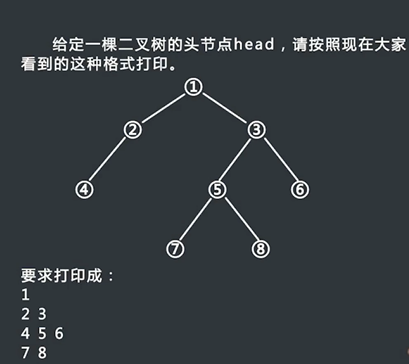 给定一棵二叉树的头节点head，请按照现在大家
看到的这种格式打印。
①
② ③
④ ⑤ ⑥
⑦ ⑧
要求打印成：
1
2 3
4 5 6
7 8